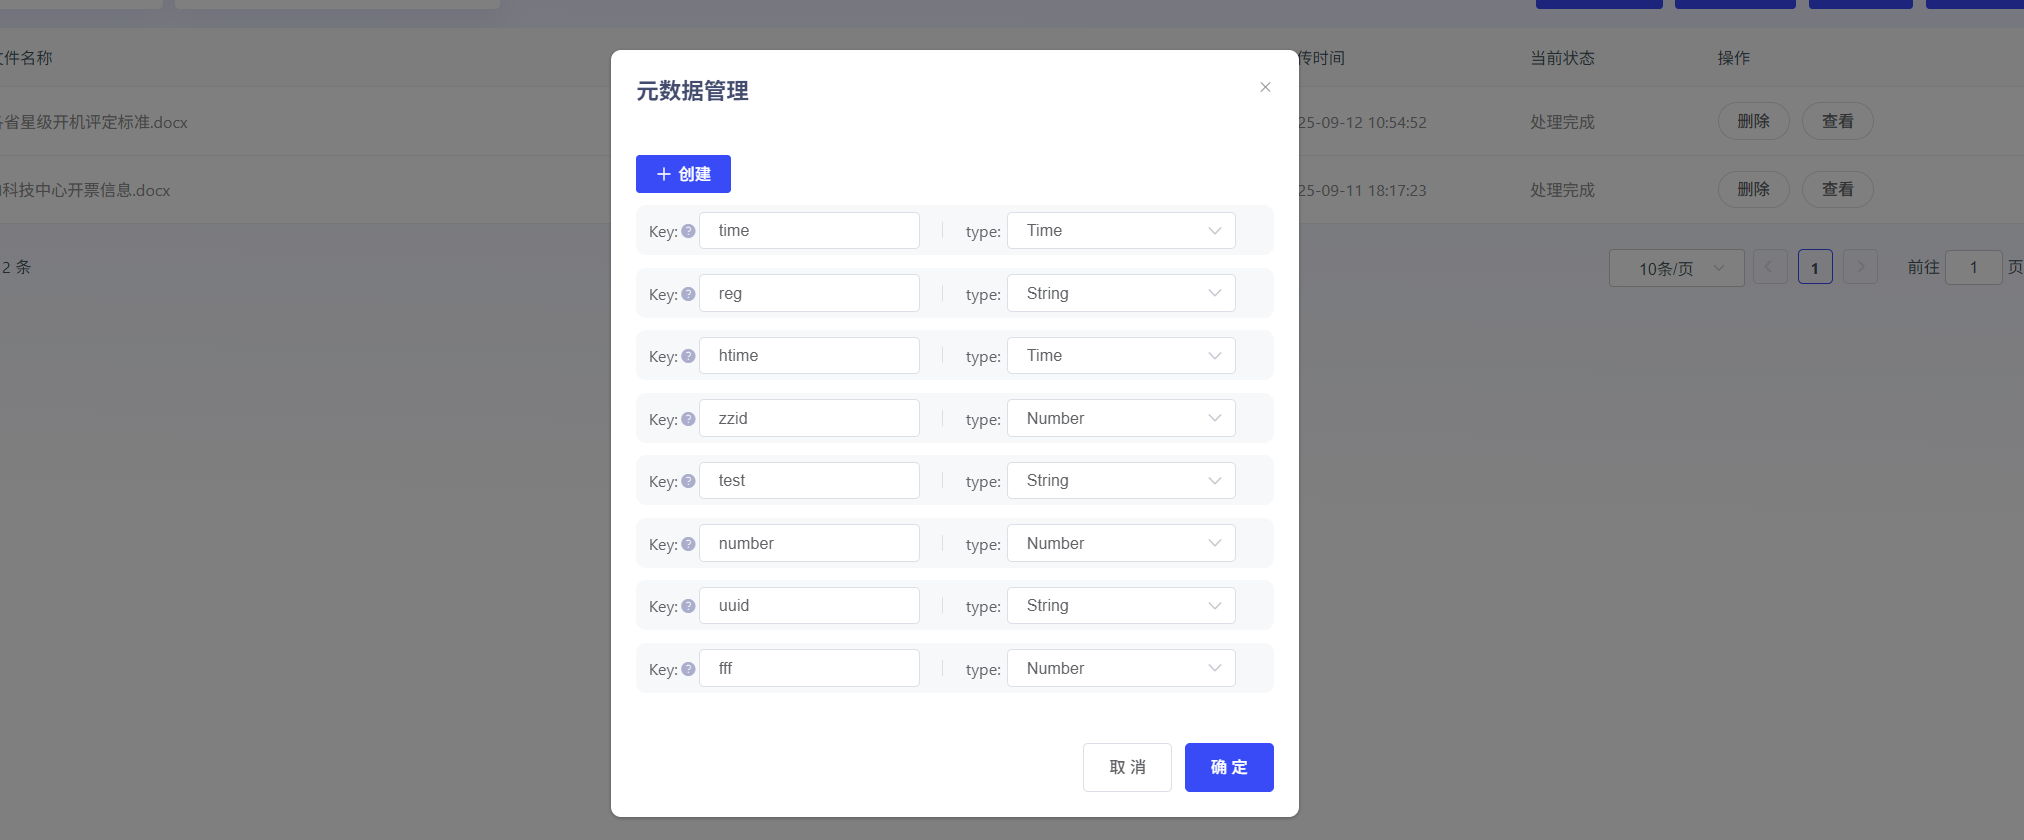 件名称
传时间
当前状态
操作
省星级开机评定标准.docx
25-09-12 10:54:52
处理完成
删除
查看
科技中心开票信息.docx
25-09-11 18:17:23
处理完成
删除
查看
2 条
10条/页
1
前往
1
页
元数据管理
创建
Key: ? time type: Time
Key: ? reg type: String
Key: ? htime type: Time
Key: ? zzid type: Number
Key: ? test type: String
Key: ? number type: Number
Key: ? uuid type: String
Key: ? fff type: Number
取 消
确 定